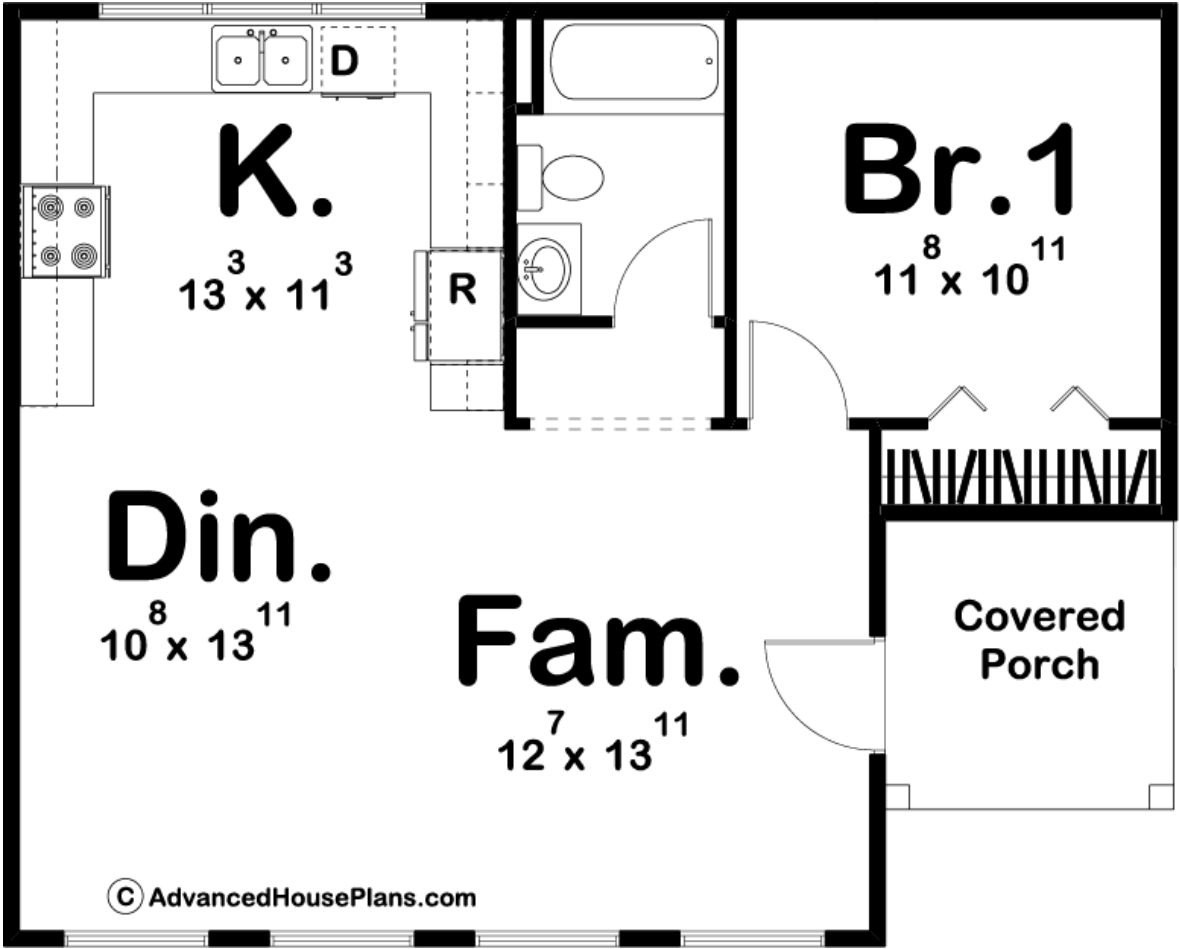 D
K.
13³ x 11³
R
Br.1
11⁸ x 10¹¹
Din.
10⁸ x 13¹¹
Fam.
12⁷ x 13¹¹
Covered
Porch
© AdvancedHousePlans.com